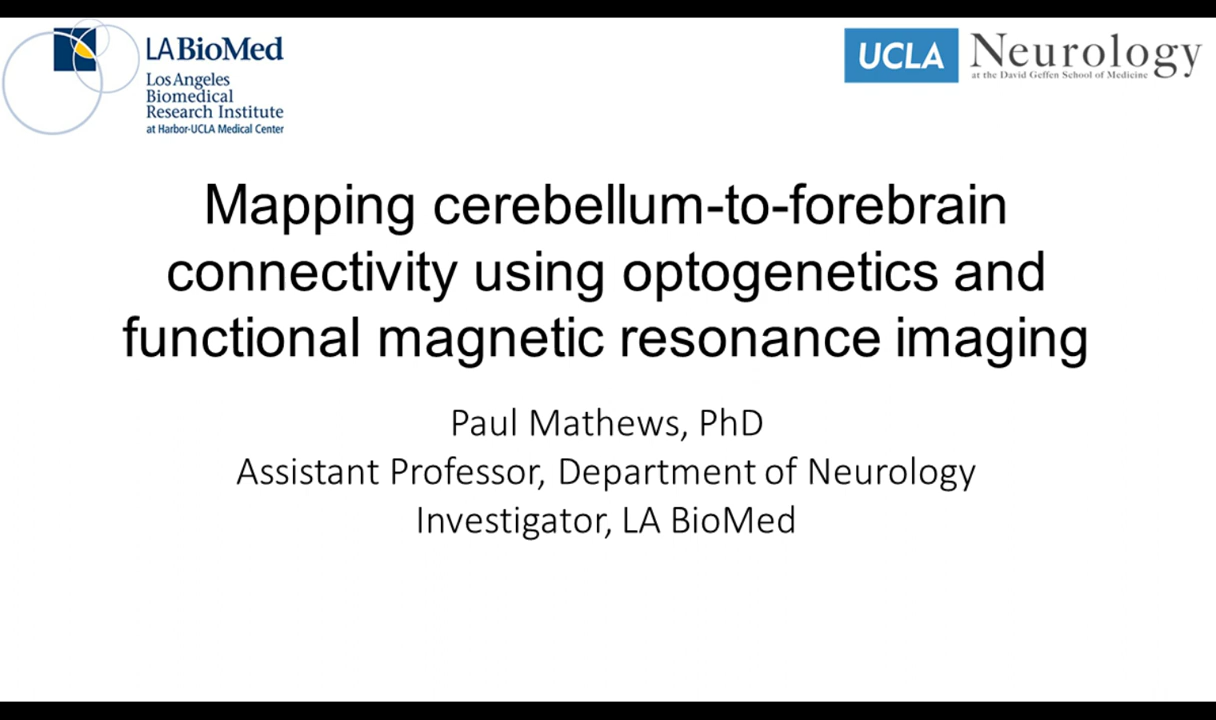 LABioMed
Los Angeles
Biomedical
Research Institute
at Harbor-UCLA Medical Center
UCLA Neurology
at the David Geffen School of Medicine
Mapping cerebellum-to-forebrain
connectivity using optogenetics and
functional magnetic resonance imaging
Paul Mathews, PhD
Assistant Professor, Department of Neurology
Investigator, LA BioMed